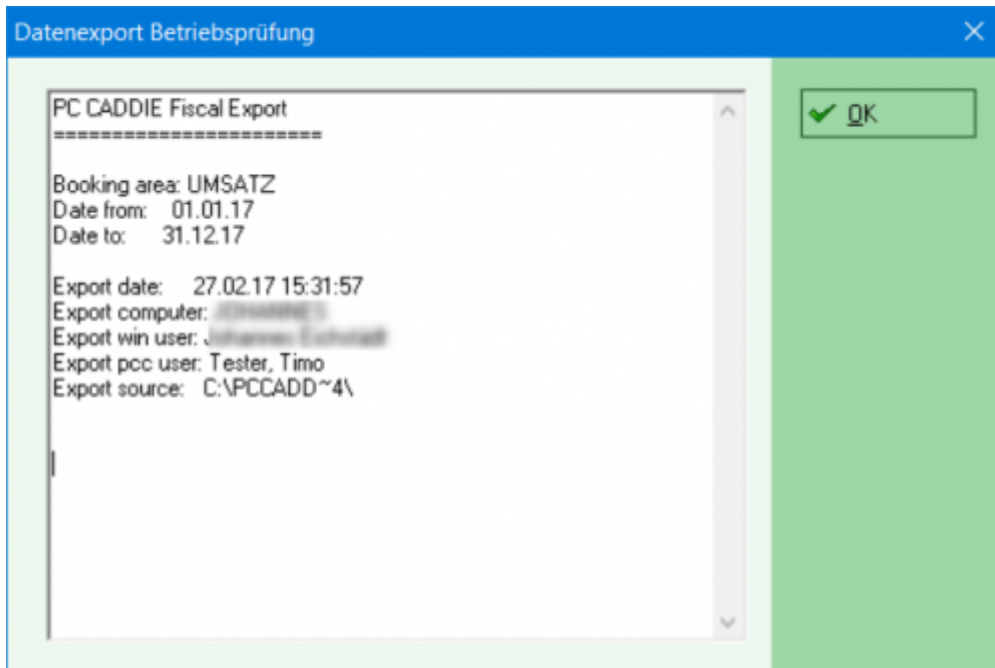 Datenexport Betriebsprüfung
PC CADDIE Fiscal Export
========================
Booking area: UMSATZ
Date from: 01.01.17
Date to: 31.12.17
Export date: 27.02.17 15:31:57
Export computer:
Export win user:
Export pcc user: Tester, Timo
Export source: C:\PCCADD~4\
OK